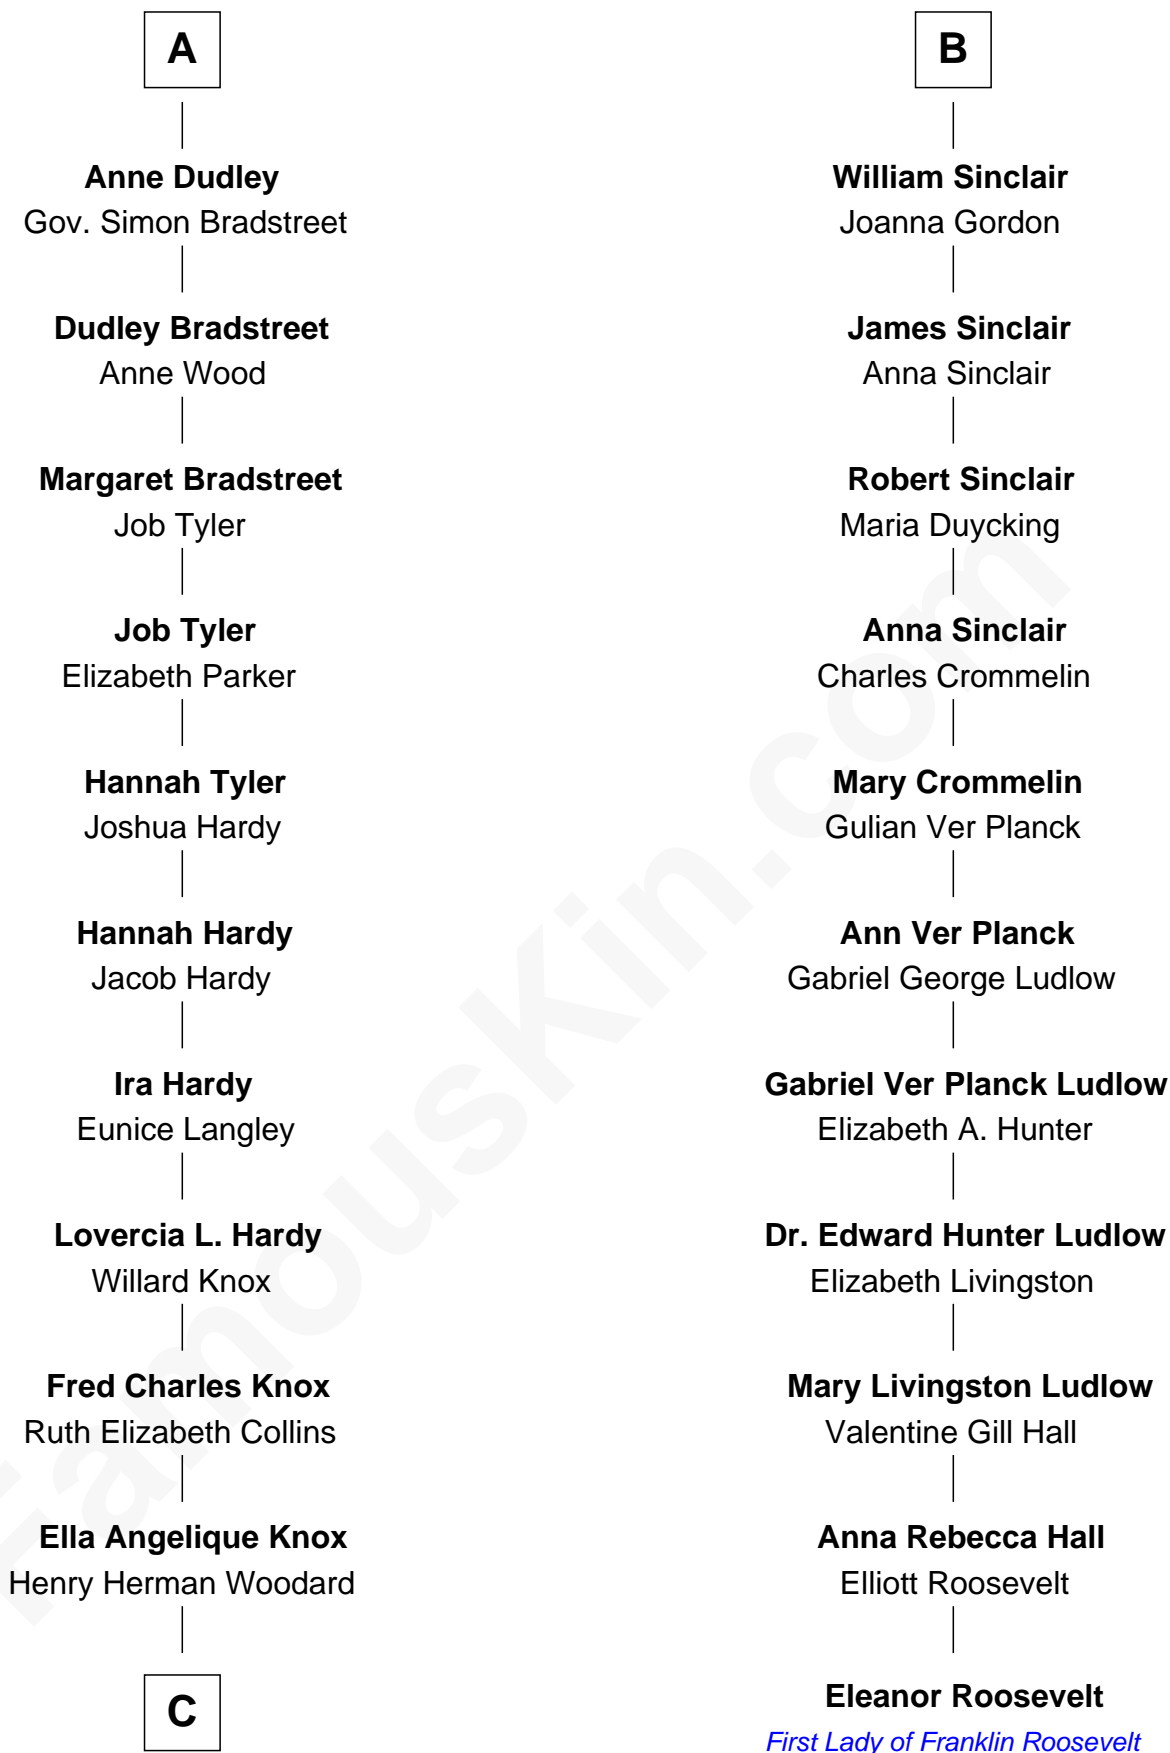 A
Anne Dudley
Gov. Simon Bradstreet
Dudley Bradstreet
Anne Wood
Margaret Bradstreet
Job Tyler
Job Tyler
Elizabeth Parker
Hannah Tyler
Joshua Hardy
Hannah Hardy
Jacob Hardy
Ira Hardy
Eunice Langley
Lovercia L. Hardy
Willard Knox
Fred Charles Knox
Ruth Elizabeth Collins
Ella Angelique Knox
Henry Herman Woodard
C
B
William Sinclair
Joanna Gordon
James Sinclair
Anna Sinclair
Robert Sinclair
Maria Duycking
Anna Sinclair
Charles Crommelin
Mary Crommelin
Gulian Ver Planck
Ann Ver Planck
Gabriel George Ludlow
Gabriel Ver Planck Ludlow
Elizabeth A. Hunter
Dr. Edward Hunter Ludlow
Elizabeth Livingston
Mary Livingston Ludlow
Valentine Gill Hall
Anna Rebecca Hall
Elliott Roosevelt
Eleanor Roosevelt
First Lady of Franklin Roosevelt
FamousKin.com